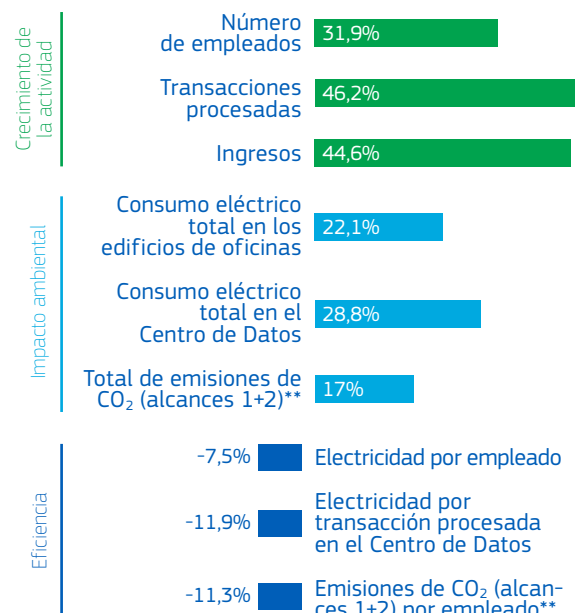 Crecimiento de
la actividad
Número
de empleados
31,9%
Transacciones
procesadas
46,2%
Ingresos
44,6%
Impacto ambiental
Consumo eléctrico
total en los
edificios de oficinas
22,1%
Consumo eléctrico
total en el
Centro de Datos
28,8%
Total de emisiones de
CO₂ (alcances 1+2)**
17%
Eficiencia
-7,5%
Electricidad por empleado
-11,9%
Electricidad por
transacción procesada
en el Centro de Datos
-11,3%
Emisiones de CO₂ (alcan-
ces 1+2) por empleado**